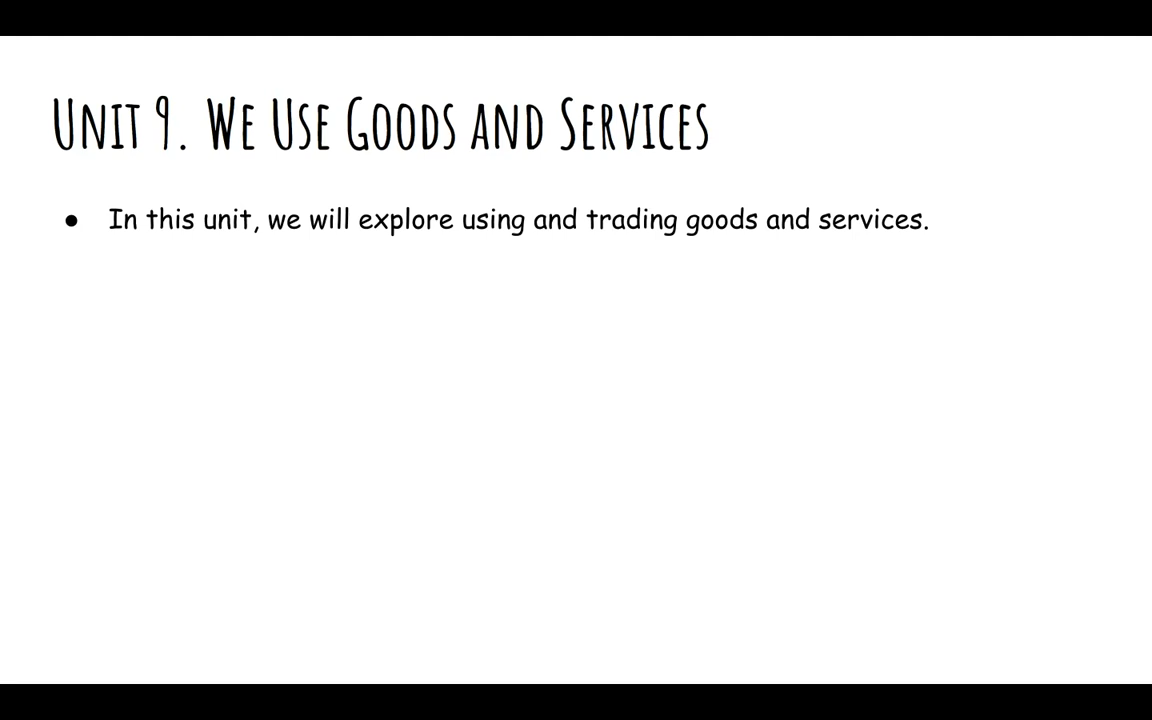 Unit 9. We Use Goods and Services
● In this unit, we will explore using and trading goods and services.